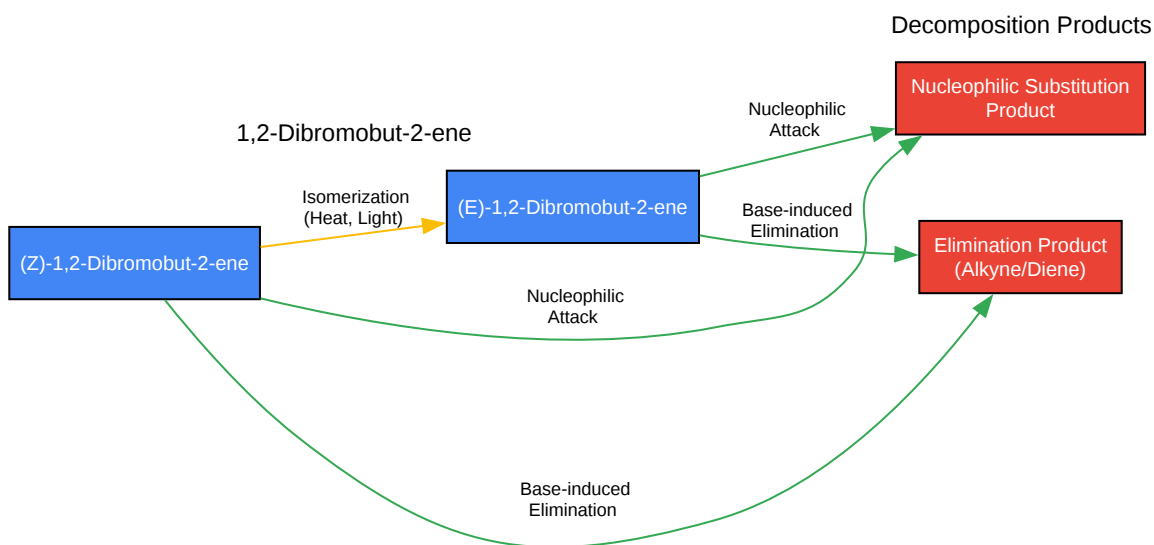 Decomposition Products
Nucleophilic Substitution
Product
Nucleophilic
Attack
1,2-Dibromobut-2-ene
Isomerization
(Heat, Light)
(E)-1,2-Dibromobut-2-ene
Base-induced
Elimination
Elimination Product
(Alkyne/Diene)
(Z)-1,2-Dibromobut-2-ene
Nucleophilic
Attack
Base-induced
Elimination